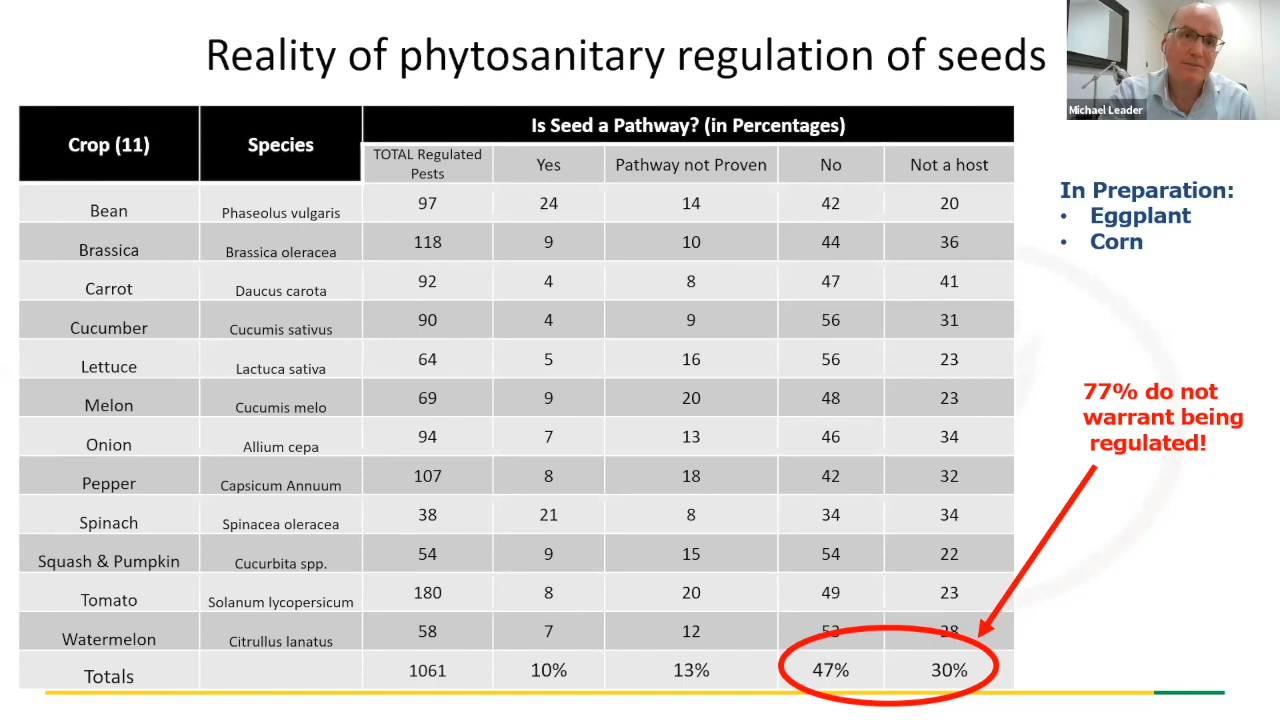 Reality of phytosanitary regulation of seeds
Michael Leader
Crop (11) Species Is Seed a Pathway? (in Percentages)
TOTAL Regulated Pests Yes Pathway not Proven No Not a host
Bean Phaseolus vulgaris 97 24 14 42 20
Brassica Brassica oleracea 118 9 10 44 36
Carrot Daucus carota 92 4 8 47 41
Cucumber Cucumis sativus 90 4 9 56 31
Lettuce Lactuca sativa 64 5 16 56 23
Melon Cucumis melo 69 9 20 48 23
Onion Allium cepa 94 7 13 46 34
Pepper Capsicum Annuum 107 8 18 42 32
Spinach Spinacea oleracea 38 21 8 34 34
Squash & Pumpkin Cucurbita spp. 54 9 15 54 22
Tomato Solanum lycopersicum 180 8 20 49 23
Watermelon Citrullus lanatus 58 7 12 53 28
Totals 1061 10% 13% 47% 30%
In Preparation:
• Eggplant
• Corn
77% do not
warrant being
regulated!